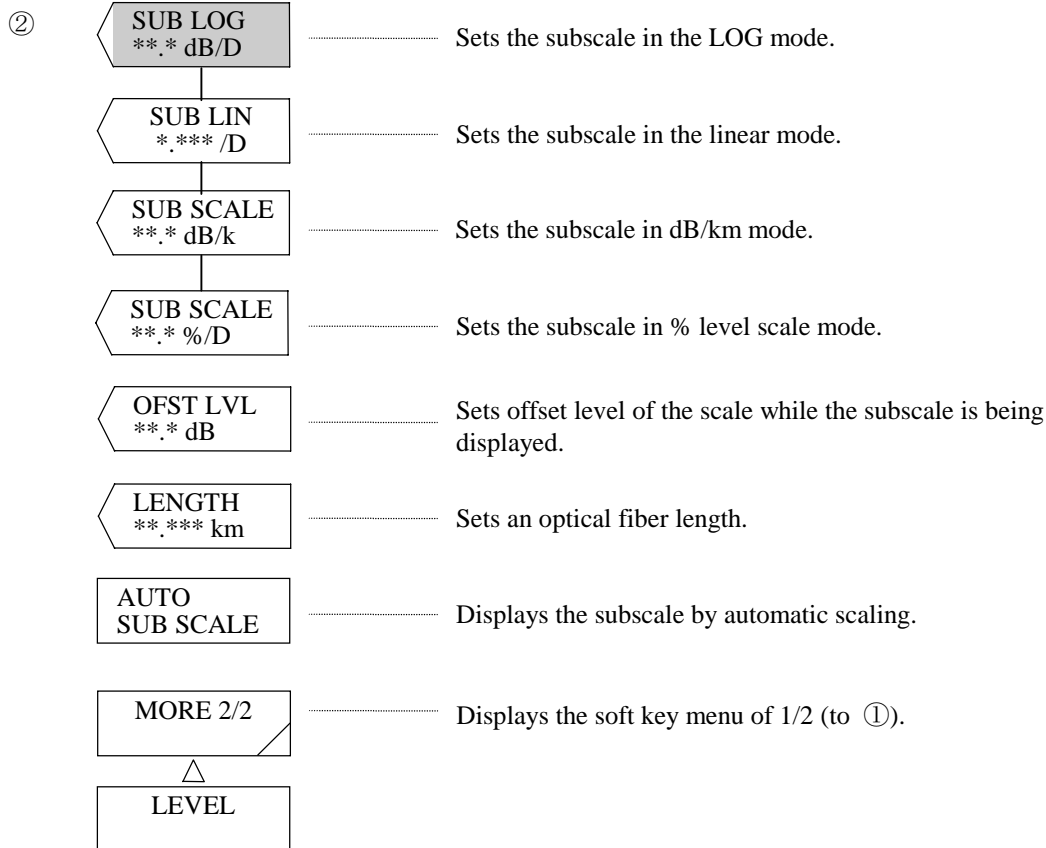 ②
SUB LOG
**.* dB/D
Sets the subscale in the LOG mode.
SUB LIN
*.*** /D
Sets the subscale in the linear mode.
SUB SCALE
**.* dB/k
Sets the subscale in dB/km mode.
SUB SCALE
**.* %/D
Sets the subscale in % level scale mode.
OFST LVL
**.* dB
Sets offset level of the scale while the subscale is being
displayed.
LENGTH
**.*** km
Sets an optical fiber length.
AUTO
SUB SCALE
Displays the subscale by automatic scaling.
MORE 2/2
Displays the soft key menu of 1/2 (to ①).
LEVEL